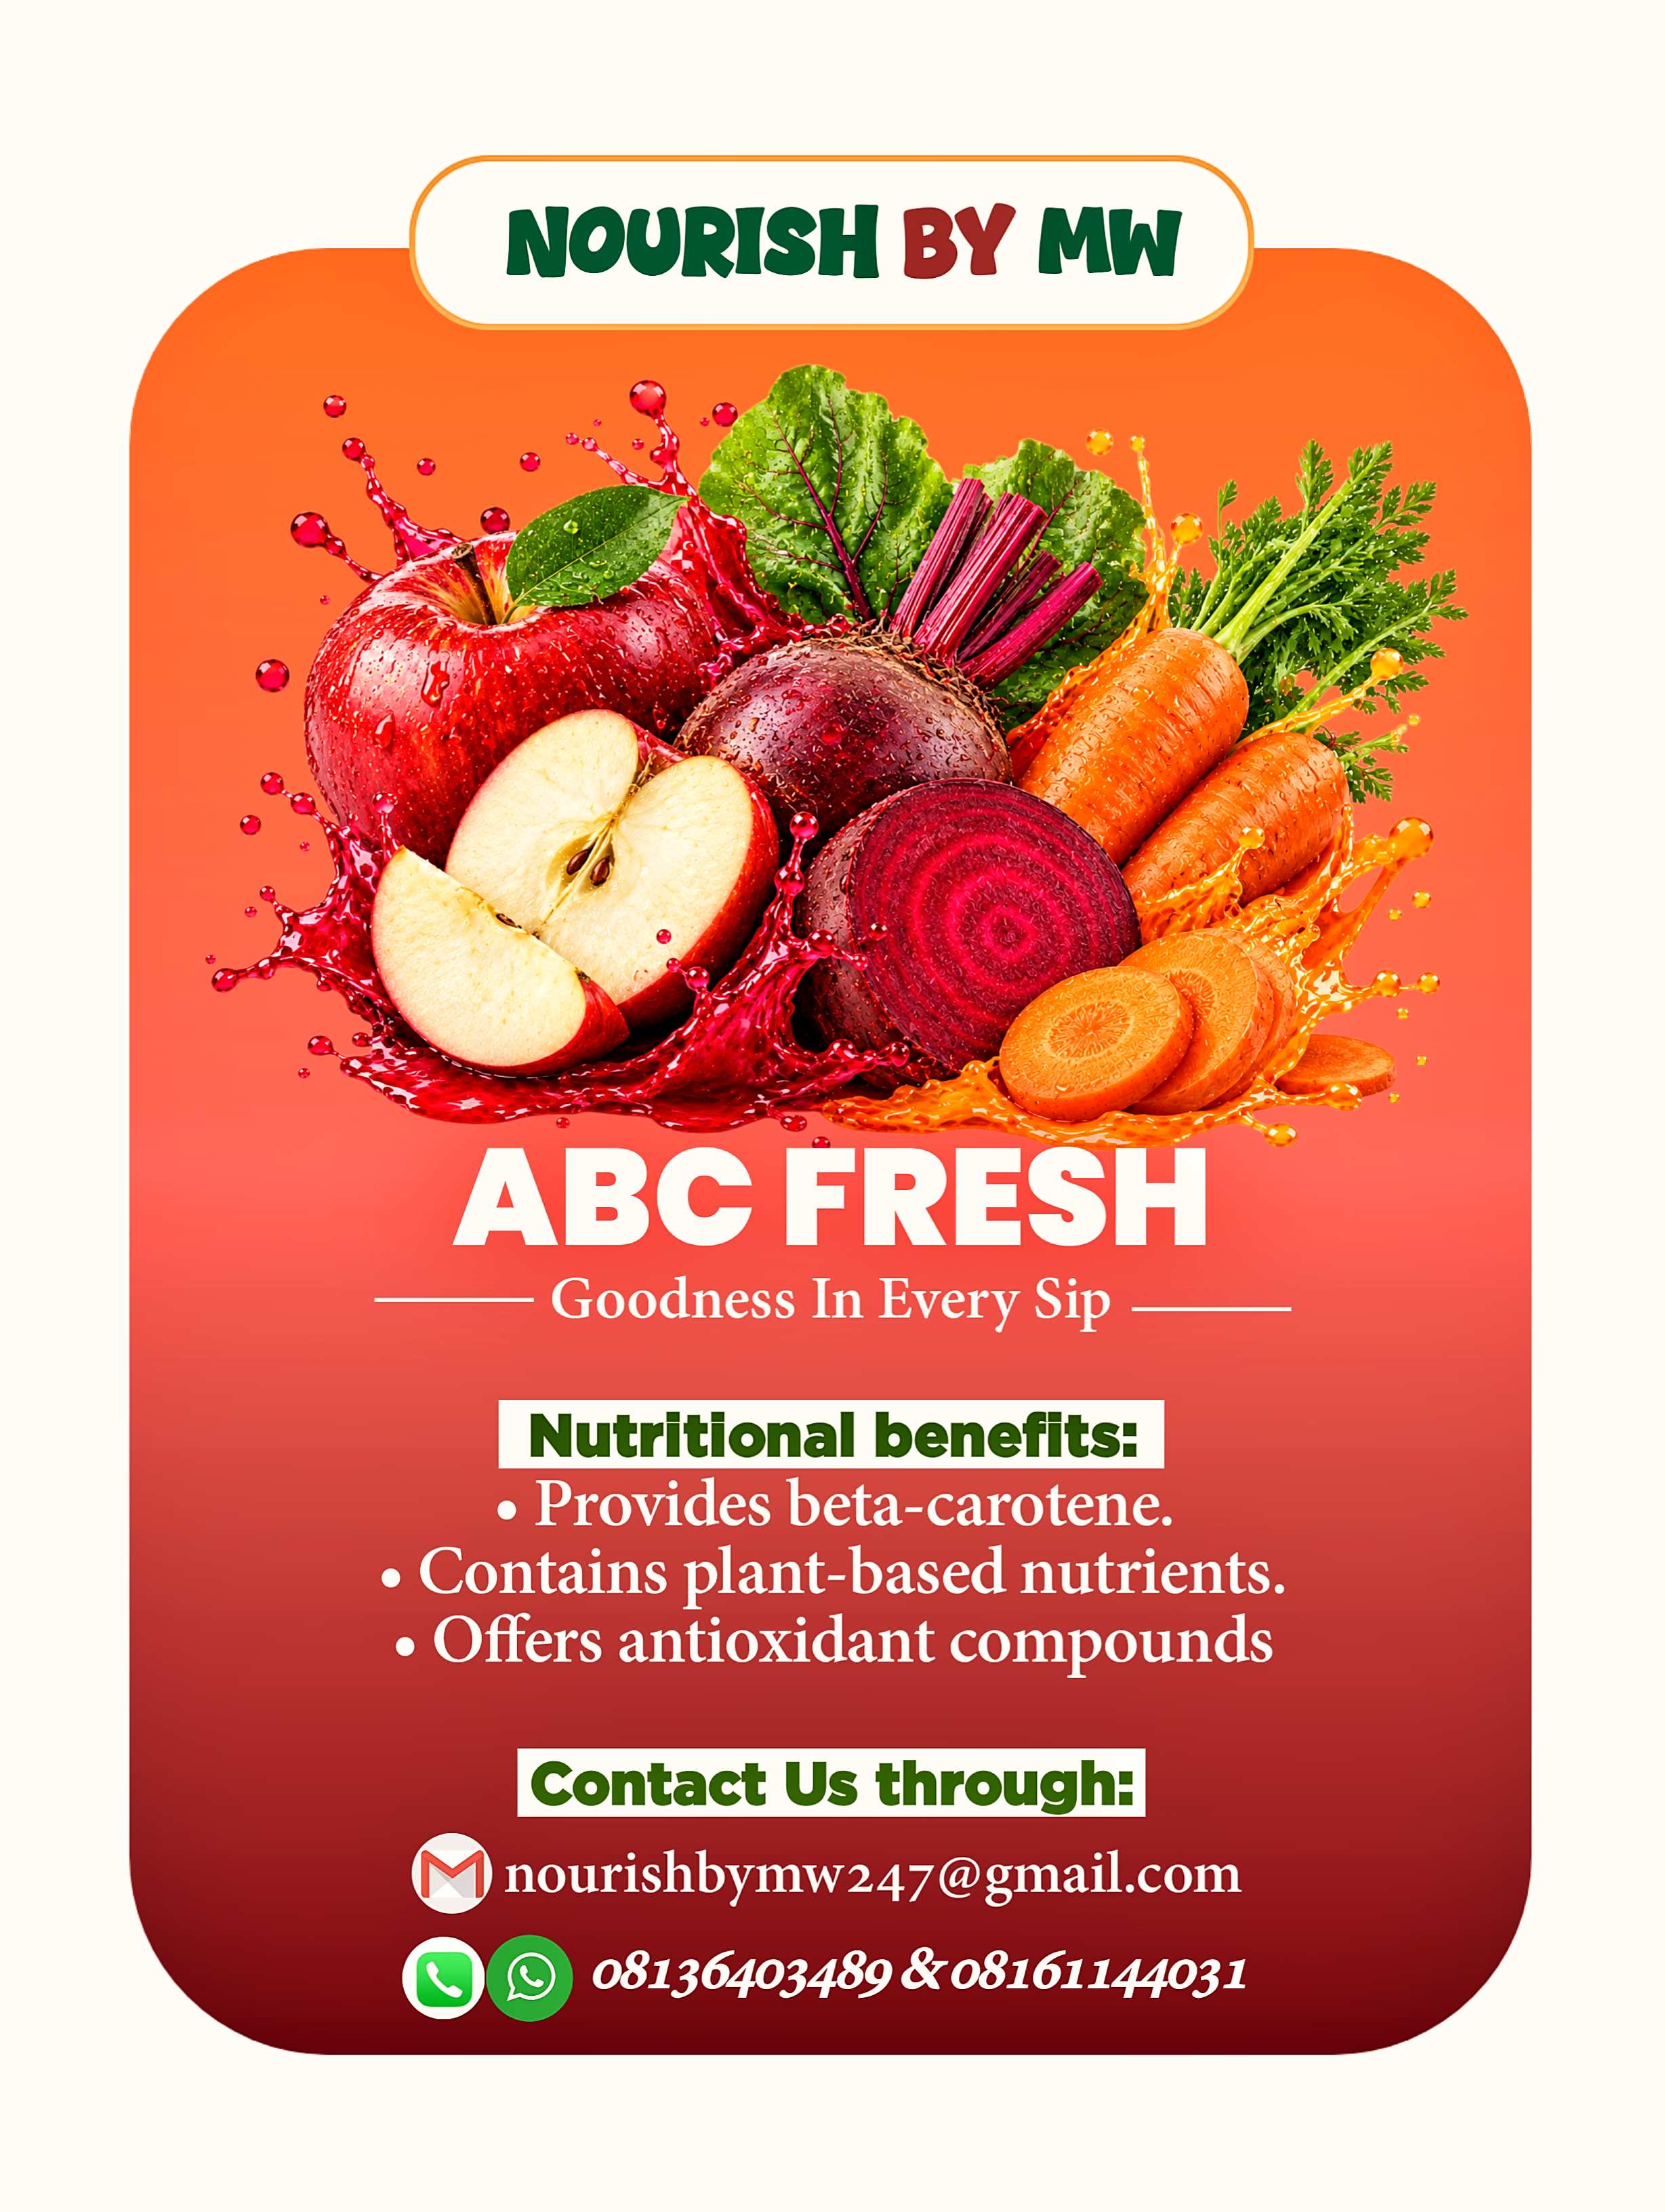 NOURISH BY MW
ABC FRESH
Goodness In Every Sip
Nutritional benefits:
• Provides beta-carotene.
• Contains plant-based nutrients.
• Offers antioxidant compounds
Contact Us through:
nourishbymw247@gmail.com
08136403489 & 08161144031